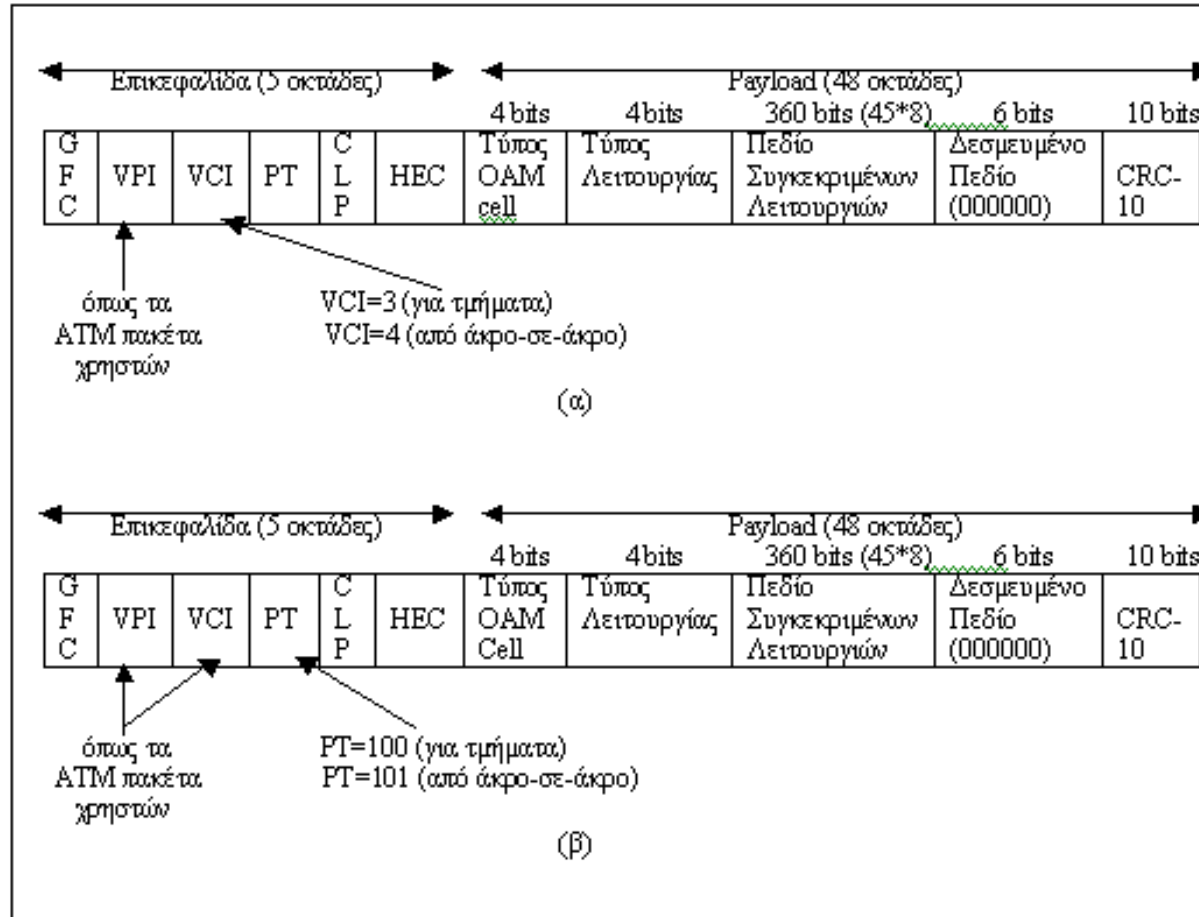 Επικεφαλίδα (5 οκτάδες) Payload (48 οκτάδες)
4 bits 4 bits 360 bits (45*8) 6 bits 10 bits
G
F
C
VPI
VCI
PT
C
L
P
HEC
Τύπος
OAM
cell
Τύπος
Λειτουργίας
Πεδίο
Συγκεκριμένων
Λειτουργιών
Δεσμευμένο
Πεδίο
(000000)
CRC-
10
όπως τα
ATM πακέτα
χρηστών
VCI=3 (για τμήματα)
VCI=4 (από άκρο-σε-άκρο)
(α)
Επικεφαλίδα (5 οκτάδες) Payload (48 οκτάδες)
4 bits 4bits 360 bits (45*8) 6 bits 10 bits
G
F
C
VPI
VCI
PT
C
L
P
HEC
Τύπος
OAM
Cell
Τύπος
Λειτουργίας
Πεδίο
Συγκεκριμένων
Λειτουργιών
Δεσμευμένο
Πεδίο
(000000)
CRC-
10
όπως τα
ATM πακέτα
χρηστών
PT=100 (για τμήματα)
PT=101 (από άκρο-σε-άκρο)
(β)